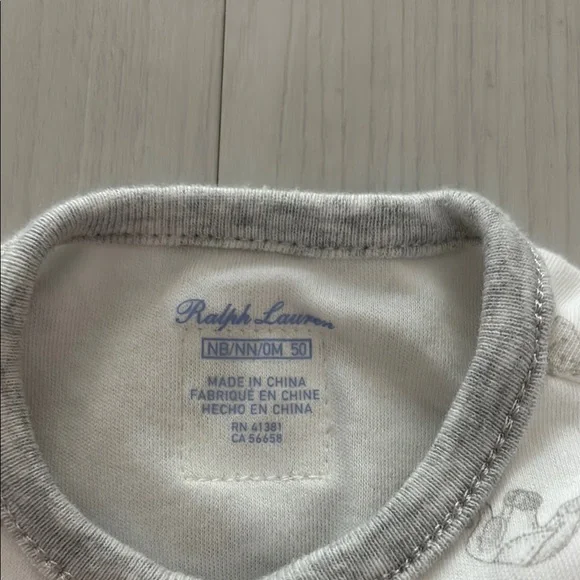 Ralph Lauren
NB/NN/0M 50
MADE IN CHINA
FABRIQUÉ EN CHINE
HECHO EN CHINA
RN 41381
CA 56658